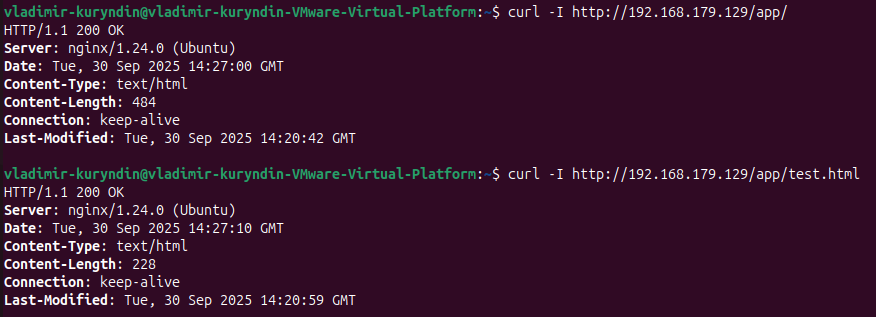 vladimir-kuryndin@vladimir-kuryndin-VMware-Virtual-Platform:~$ curl -I http://192.168.179.129/app/
HTTP/1.1 200 OK
Server: nginx/1.24.0 (Ubuntu)
Date: Tue, 30 Sep 2025 14:27:00 GMT
Content-Type: text/html
Content-Length: 484
Connection: keep-alive
Last-Modified: Tue, 30 Sep 2025 14:20:42 GMT
vladimir-kuryndin@vladimir-kuryndin-VMware-Virtual-Platform:~$ curl -I http://192.168.179.129/app/test.html
HTTP/1.1 200 OK
Server: nginx/1.24.0 (Ubuntu)
Date: Tue, 30 Sep 2025 14:27:10 GMT
Content-Type: text/html
Content-Length: 228
Connection: keep-alive
Last-Modified: Tue, 30 Sep 2025 14:20:59 GMT